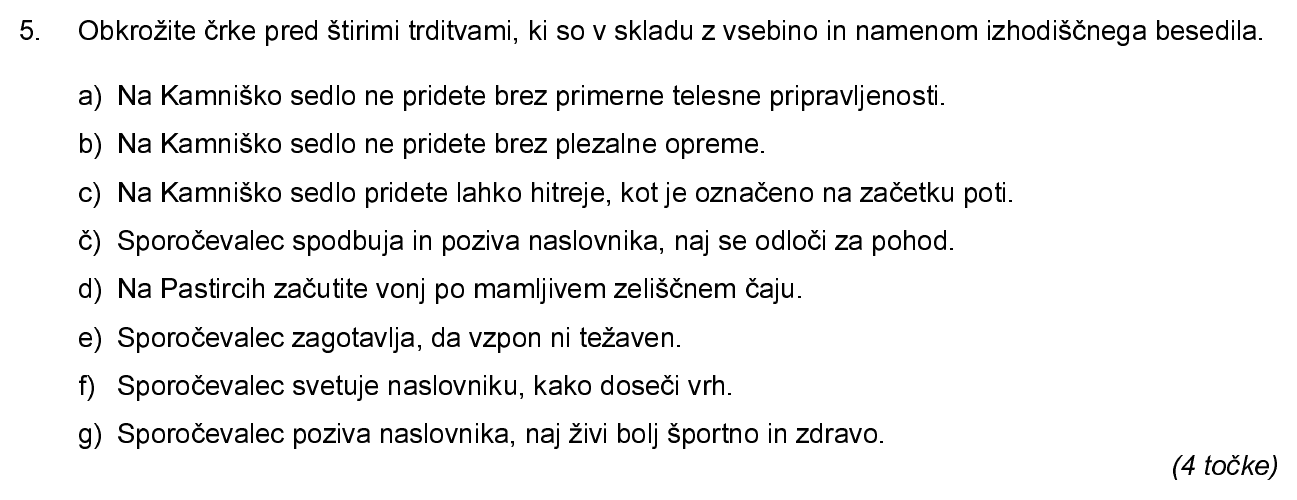 5. Obkrožite črke pred štirimi trditvami, ki so v skladu z vsebino in namenom izhodiščnega besedila.
a) Na Kamniško sedlo ne pridete brez primerne telesne pripravljenosti.
b) Na Kamniško sedlo ne pridete brez plezalne opreme.
c) Na Kamniško sedlo pridete lahko hitreje, kot je označeno na začetku poti.
č) Sporočevalec spodbuja in poziva naslovnika, naj se odloči za pohod.
d) Na Pastircih začutite vonj po mamljivem zeliščnem čaju.
e) Sporočevalec zagotavlja, da vzpon ni težaven.
f) Sporočevalec svetuje naslovniku, kako doseči vrh.
g) Sporočevalec poziva naslovnika, naj živi bolj športno in zdravo.
(4 točke)